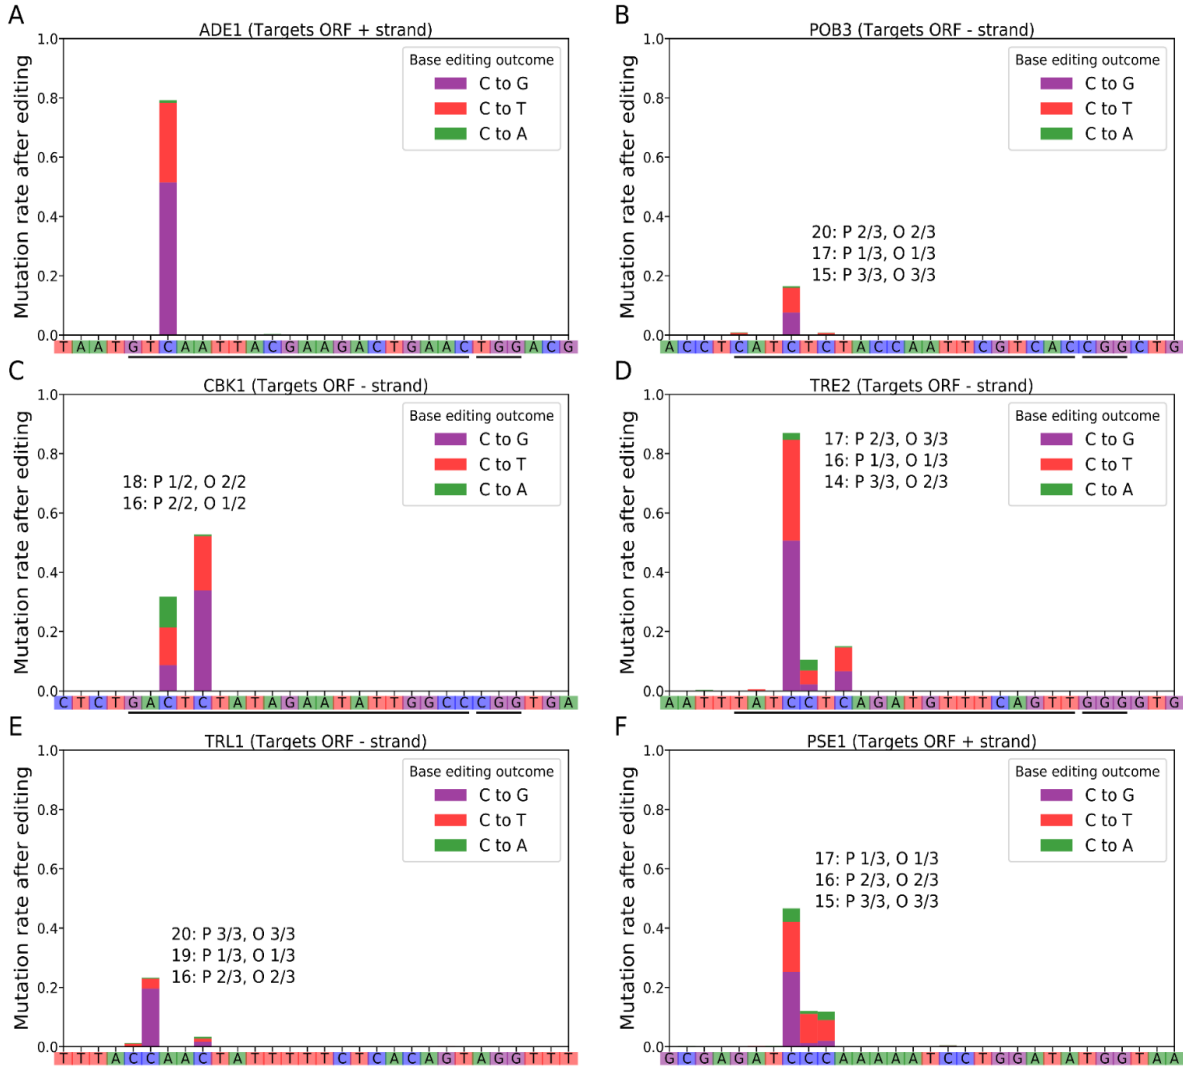 A
ADE1 (Targets ORF + strand)
Mutation rate after editing
1.0
0.8
0.6
0.4
0.2
0.0
Base editing outcome
C to G
C to T
C to A
T A A T G T C A A T T A C G A A G A C T G A A C T G G A C G
B
POB3 (Targets ORF - strand)
Mutation rate after editing
1.0
0.8
0.6
0.4
0.2
0.0
Base editing outcome
C to G
C to T
C to A
20: P 2/3, O 2/3
17: P 1/3, O 1/3
15: P 3/3, O 3/3
A C C T C A T C T C T A C C A A T T C G T C A C C G G C T G
C
CBK1 (Targets ORF - strand)
Mutation rate after editing
1.0
0.8
0.6
0.4
0.2
0.0
Base editing outcome
C to G
C to T
C to A
18: P 1/2, O 2/2
16: P 2/2, O 1/2
C T C T G A C T C T A T A G A A T A T T G G C C C G G T G A
D
TRE2 (Targets ORF - strand)
Mutation rate after editing
1.0
0.8
0.6
0.4
0.2
0.0
Base editing outcome
C to G
C to T
C to A
17: P 2/3, O 3/3
16: P 1/3, O 1/3
14: P 3/3, O 2/3
A A T T T A T C C T C A G A T G T T T C A G T T G G G G T G
E
TRL1 (Targets ORF - strand)
Mutation rate after editing
1.0
0.8
0.6
0.4
0.2
0.0
Base editing outcome
C to G
C to T
C to A
20: P 3/3, O 3/3
19: P 1/3, O 1/3
16: P 2/3, O 2/3
T T T A C C A A C T A T T T T T C T C A C A G T A G G T T T
F
PSE1 (Targets ORF + strand)
Mutation rate after editing
1.0
0.8
0.6
0.4
0.2
0.0
Base editing outcome
C to G
C to T
C to A
17: P 1/3, O 1/3
16: P 2/3, O 2/3
15: P 3/3, O 3/3
G C G A G A T C C C A A A A A T C C T G G A T A T G G T A A